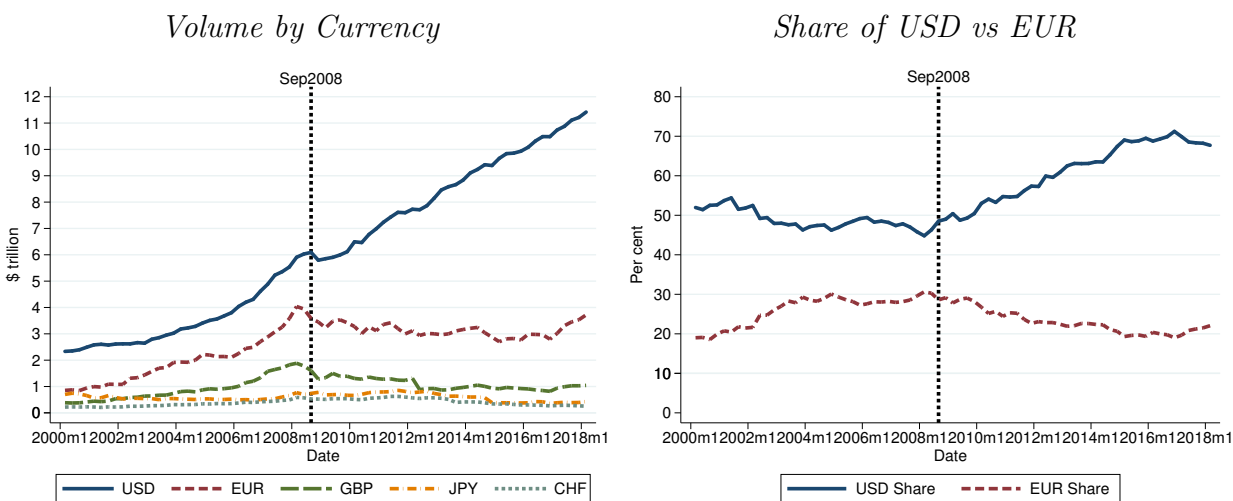 Volume by Currency
Sep2008
12
11
10
9
8
7
6
5
4
3
2
1
0
$ trillion
2000m1 2002m1 2004m1 2006m1 2008m1 2010m1 2012m1 2014m1 2016m1 2018m1
Date
USD EUR GBP JPY CHF
Share of USD vs EUR
Sep2008
80
70
60
50
40
30
20
10
0
Per cent
2000m1 2002m1 2004m1 2006m1 2008m1 2010m1 2012m1 2014m1 2016m1 2018m1
Date
USD Share EUR Share